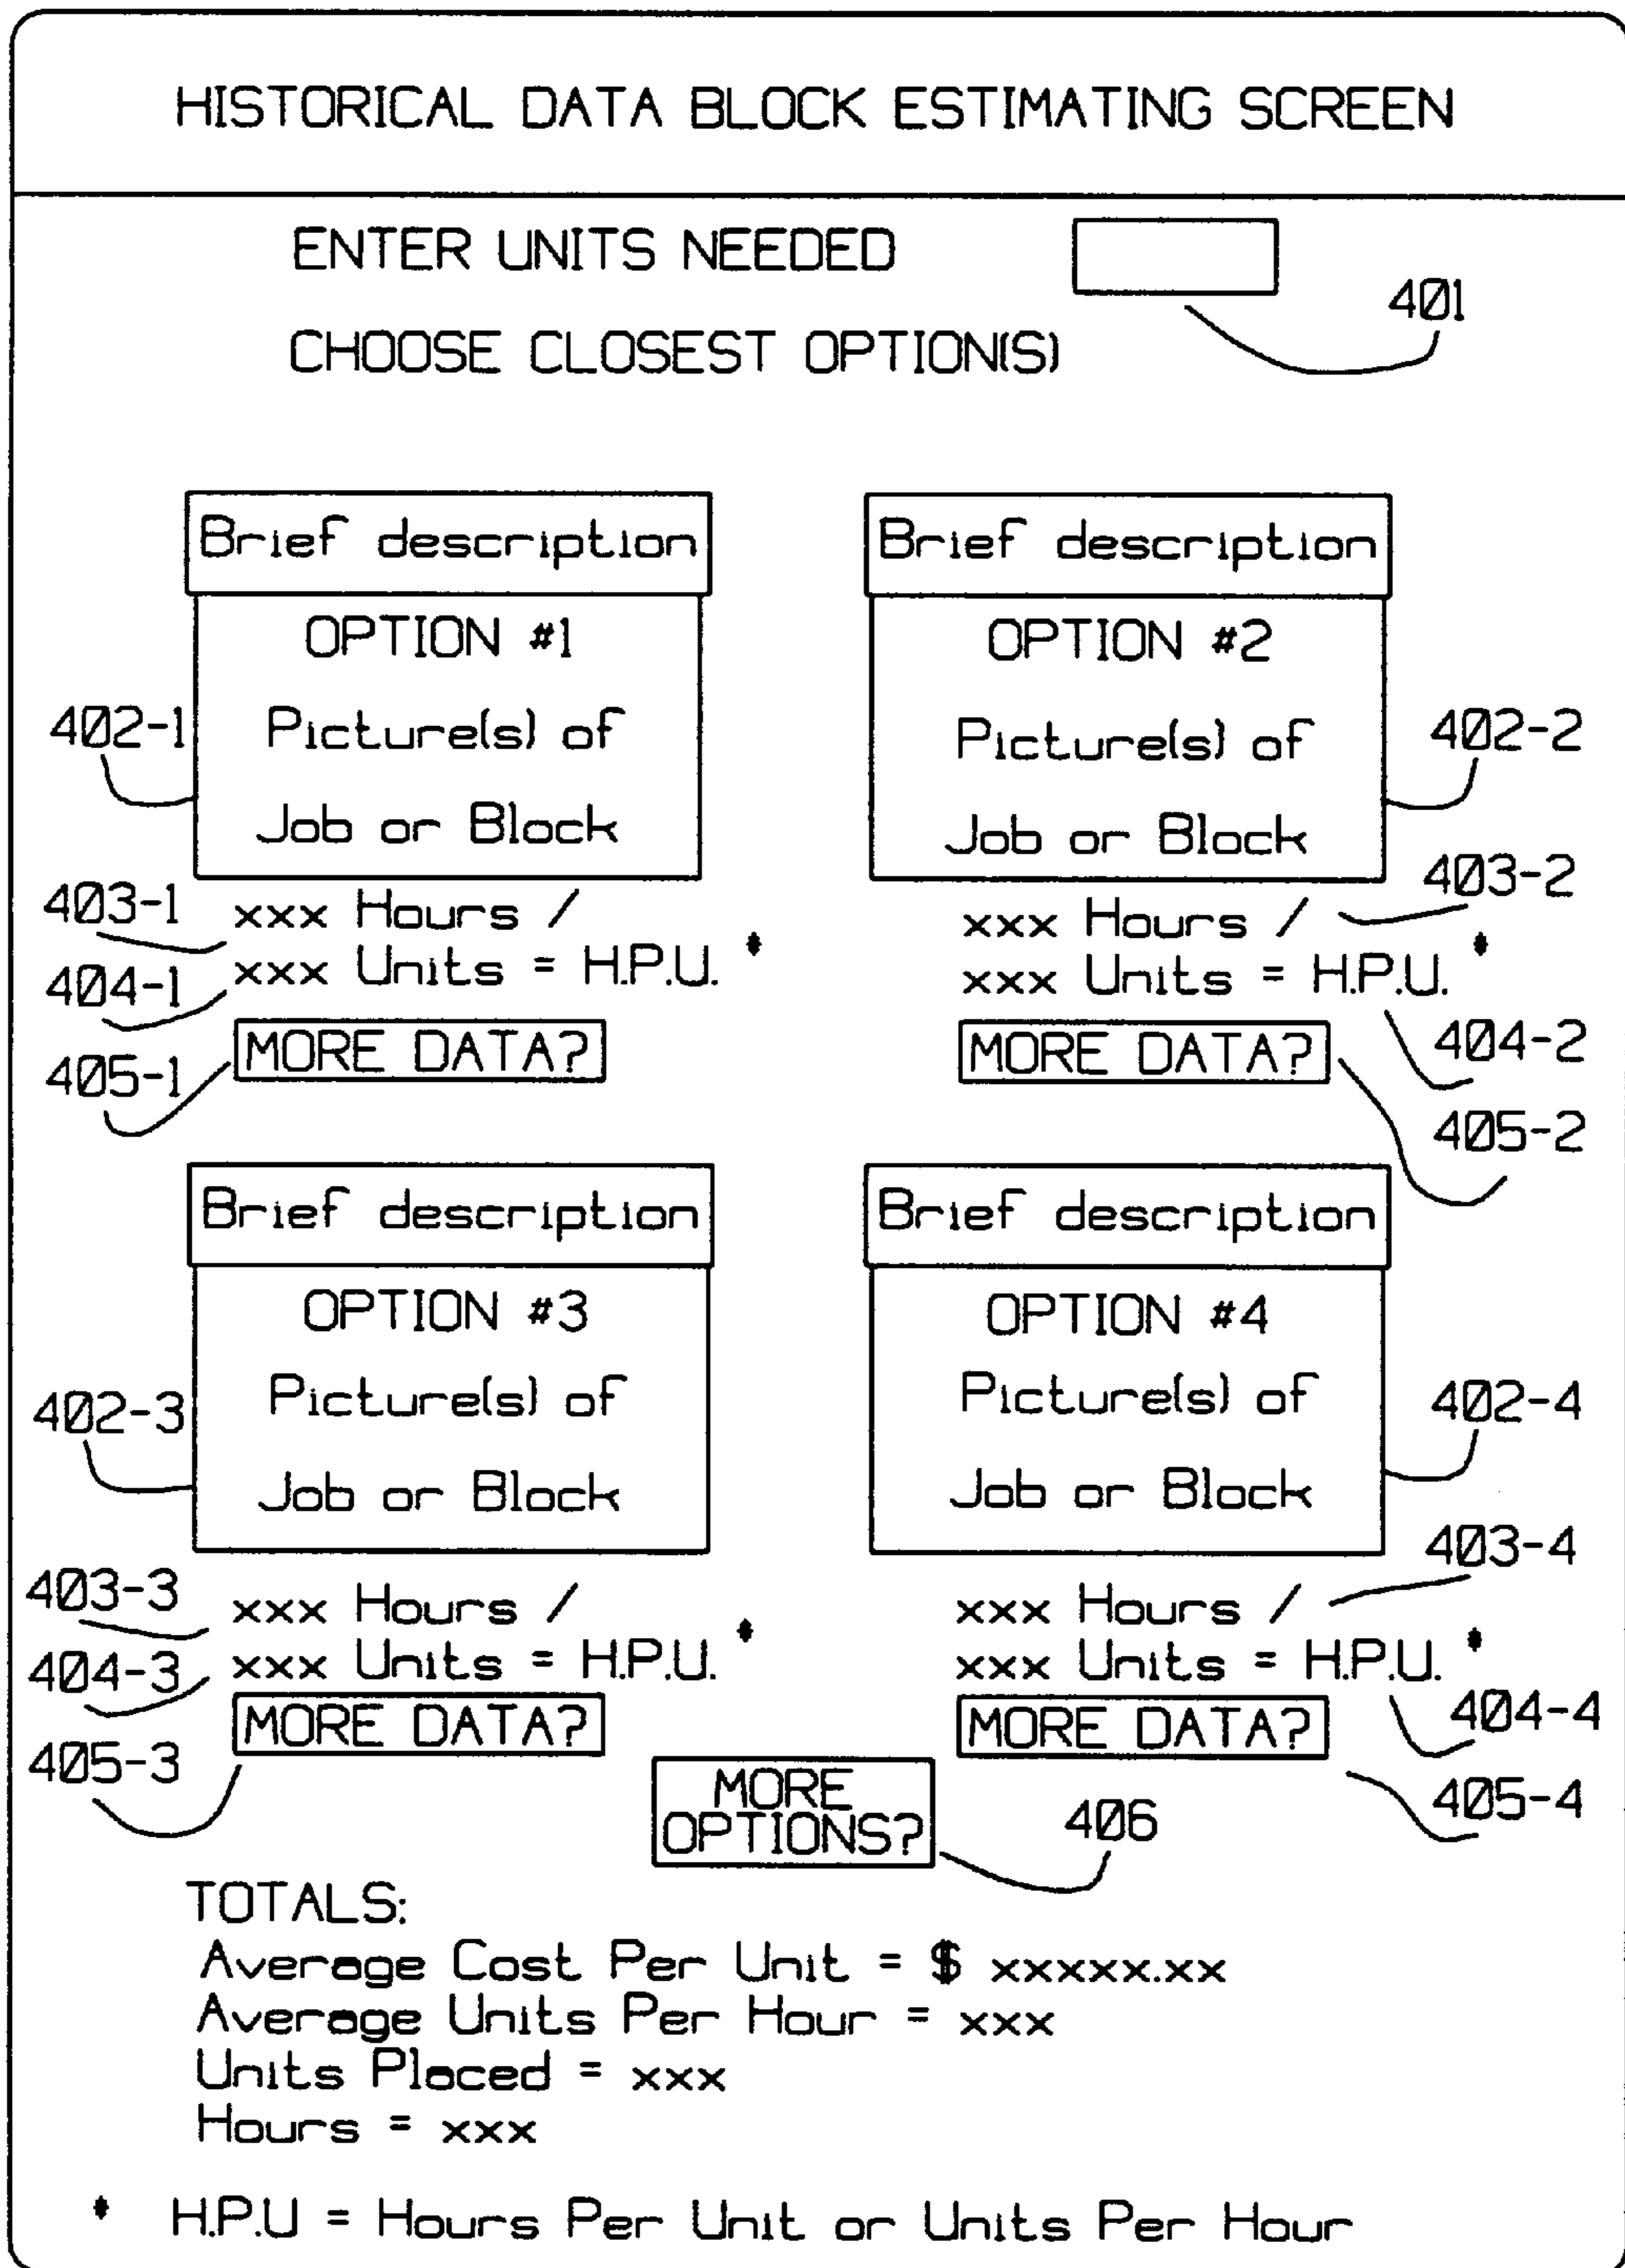 HISTORICAL DATA BLOCK ESTIMATING SCREEN
ENTER UNITS NEEDED
401
CHOOSE CLOSEST OPTION(S)
Brief description
OPTION #1
402-1
Picture(s) of
Job or Block
403-1
xxx Hours /
404-1
xxx Units = H.P.U. *
405-1
MORE DATA?
Brief description
OPTION #2
Picture(s) of
402-2
Job or Block
403-2
xxx Hours /
xxx Units = H.P.U. *
404-2
MORE DATA?
405-2
Brief description
OPTION #3
402-3
Picture(s) of
Job or Block
403-3
xxx Hours /
404-3
xxx Units = H.P.U. *
405-3
MORE DATA?
Brief description
OPTION #4
Picture(s) of
402-4
Job or Block
403-4
xxx Hours /
xxx Units = H.P.U. *
404-4
MORE DATA?
405-4
MORE
OPTIONS?
406
TOTALS:
Average Cost Per Unit = $ xxxxx.xx
Average Units Per Hour = xxx
Units Placed = xxx
Hours = xxx
* H.P.U = Hours Per Unit or Units Per Hour